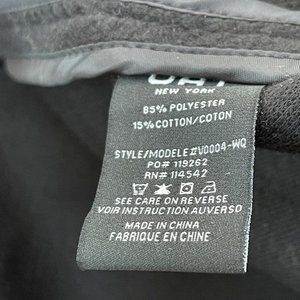 NEW YORK
85% POLYESTER
15% COTTON/COTON
STYLE/MODELE#V0004-WQ
PO# 119262
RN# 114542
SEE CARE ON REVERSE
VOIR INSTRUCTION AUVERSO
MADE IN CHINA
FABRIQUE EN CHINE